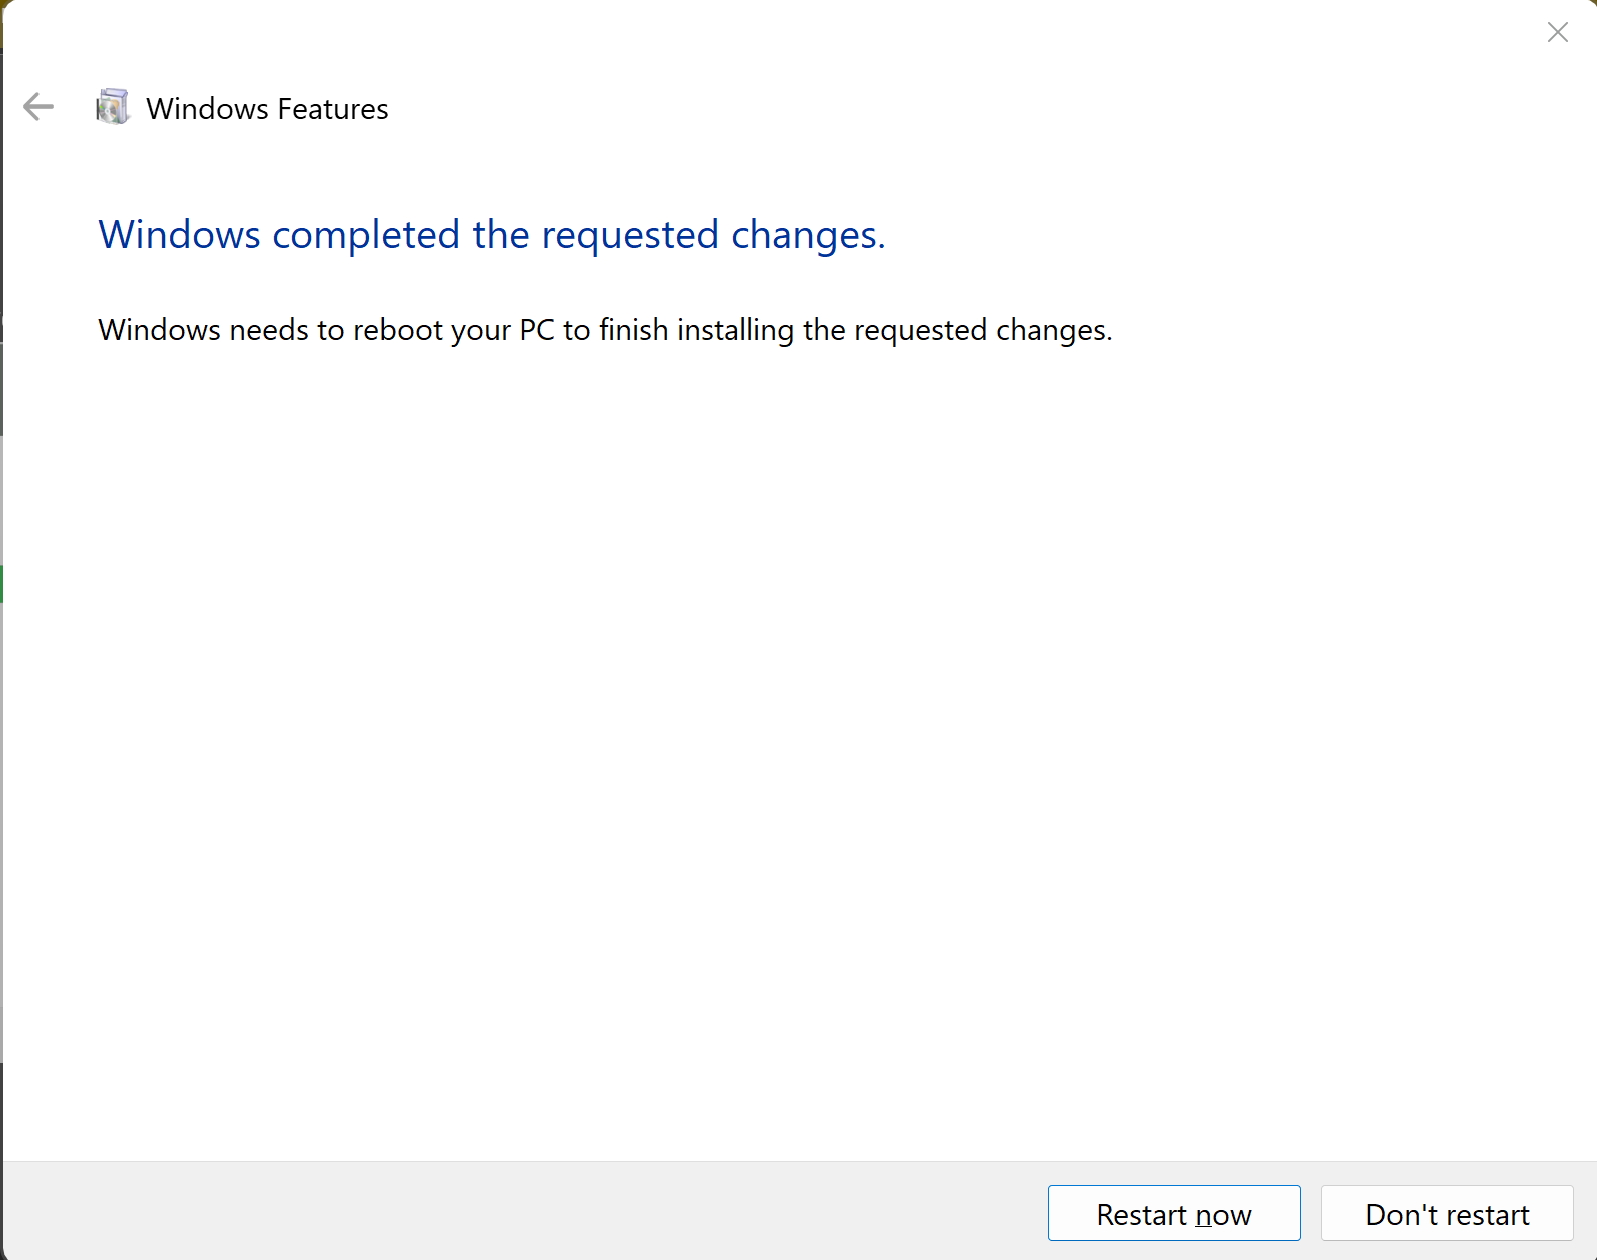 Windows Features
Windows completed the requested changes.
Windows needs to reboot your PC to finish installing the requested changes.
Restart now
Don't restart